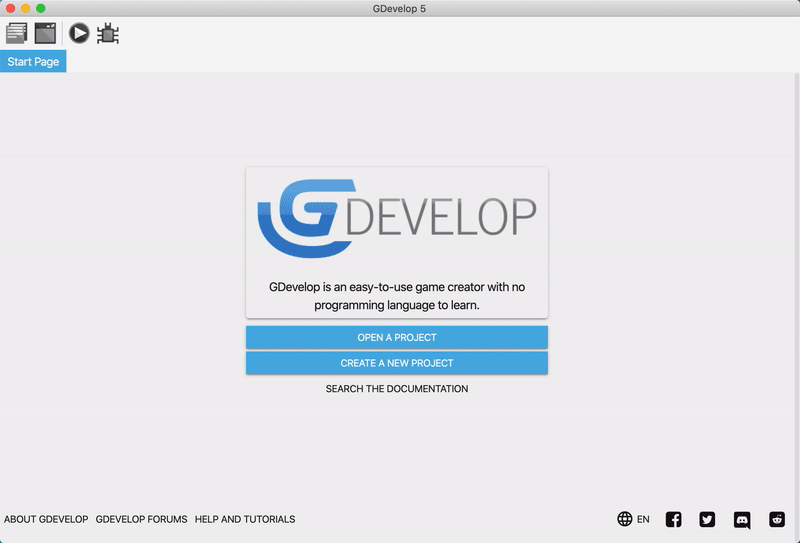 GDevelop 5
Start Page
GDEVELOP
GDevelop is an easy-to-use game creator with no
programming language to learn.
OPEN A PROJECT
CREATE A NEW PROJECT
SEARCH THE DOCUMENTATION
ABOUT GDEVELOP GDEVELOP FORUMS HELP AND TUTORIALS EN